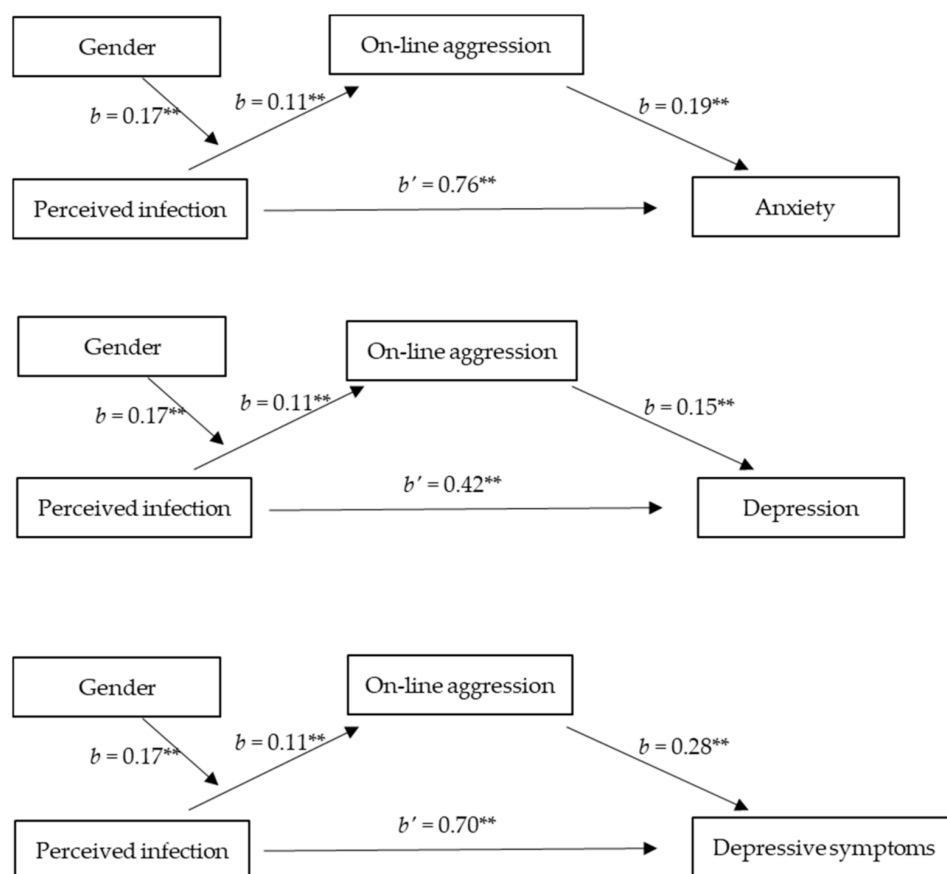 Gender
On-line aggression
b = 0.17**
b = 0.11**
b = 0.19**
Perceived infection
b′ = 0.76**
Anxiety
Gender
On-line aggression
b = 0.17**
b = 0.11**
b = 0.15**
Perceived infection
b′ = 0.42**
Depression
Gender
On-line aggression
b = 0.17**
b = 0.11**
b = 0.28**
Perceived infection
b′ = 0.70**
Depressive symptoms